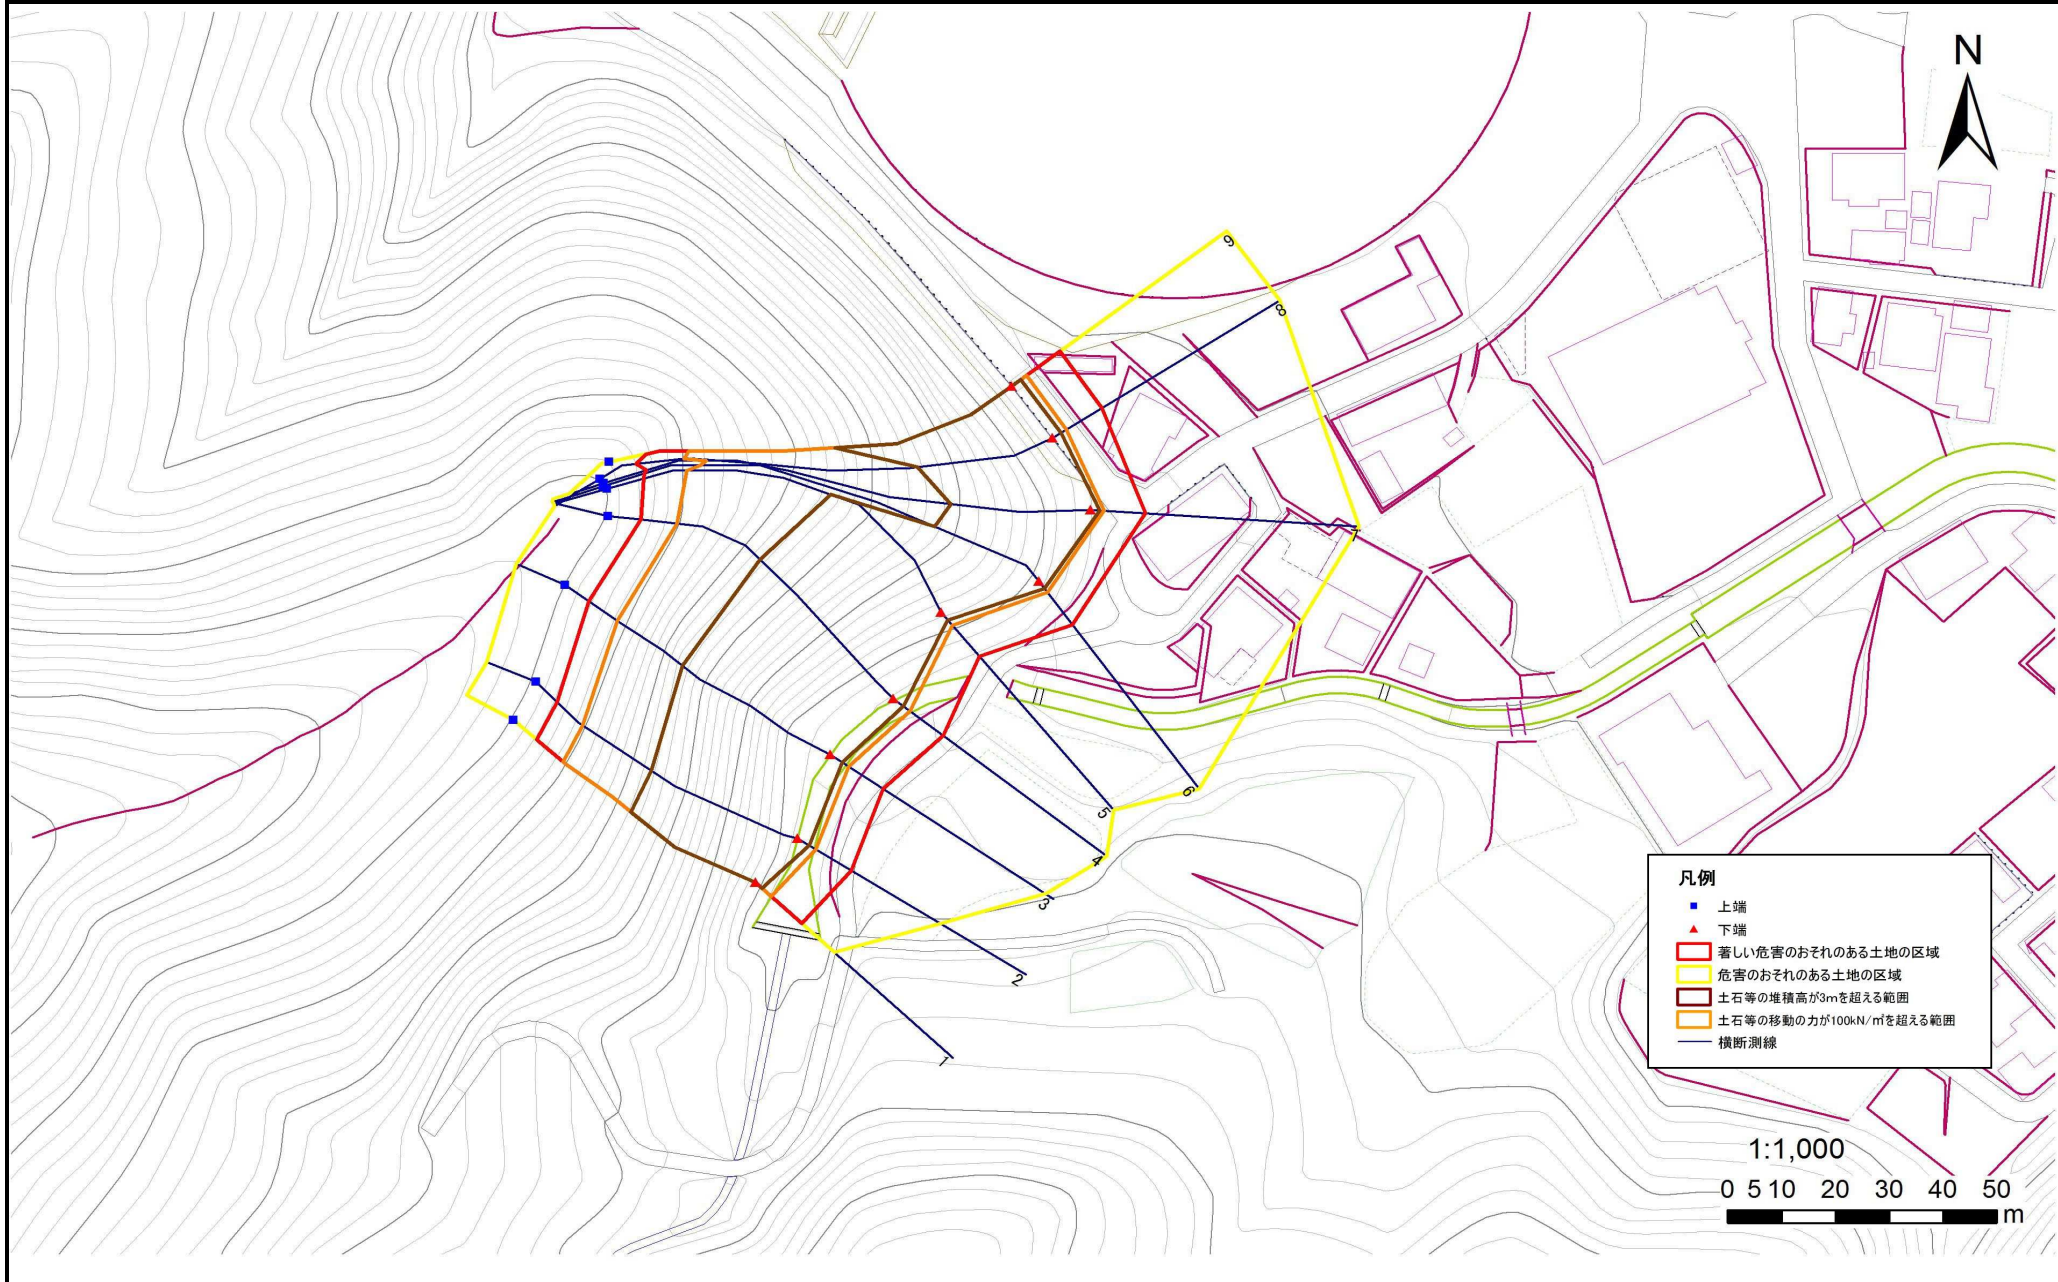 N
9
8
7
6
5
4
3
2
1
凡例
上端
下端
著しい危害のおそれのある土地の区域
危害のおそれのある土地の区域
土石等の堆積高が3mを超える範囲
土石等の移動の力が100kN/㎡を超える範囲
横断測線
1:1,000
0 5 10 20 30 40 50
m